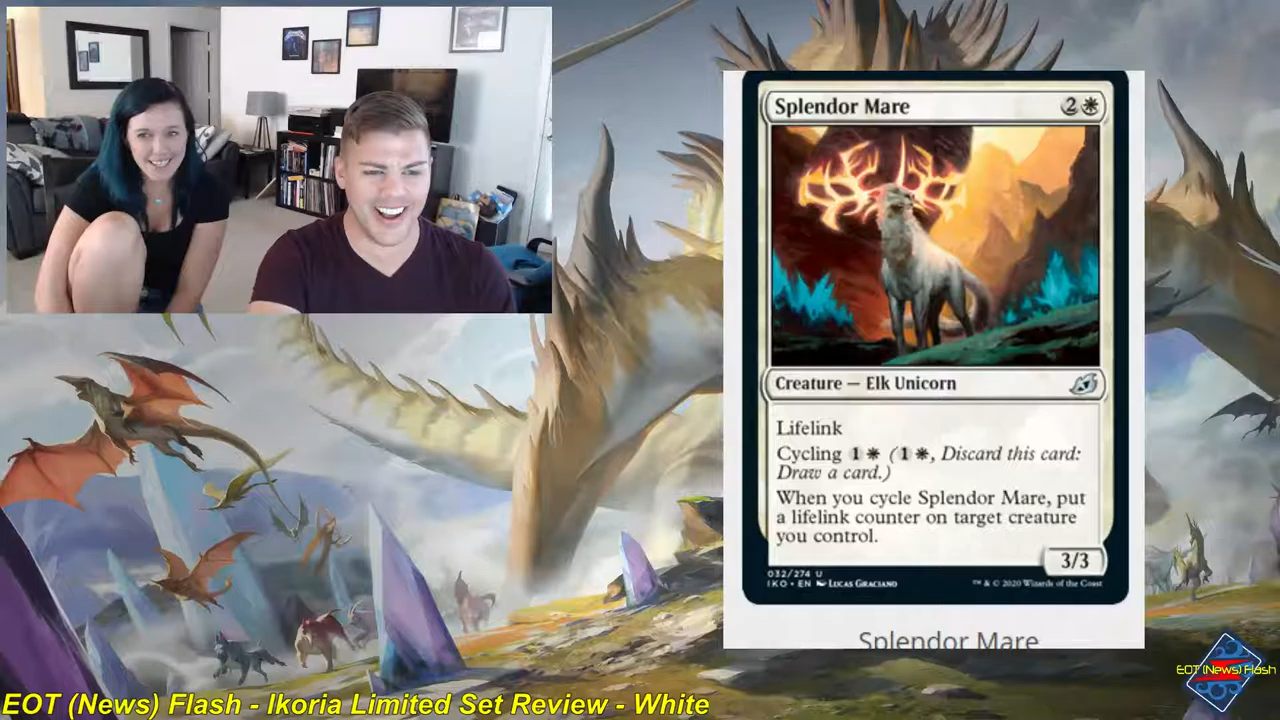 Splendor Mare 2
Creature — Elk Unicorn
Lifelink
Cycling 1 (1, Discard this card:
Draw a card.)
When you cycle Splendor Mare, put
a lifelink counter on target creature
you control.
3/3
032/274 U
IKO • EN Lucas Graciano
™ & © 2020 Wizards of the Coast
Splendor Mare
EOT (News) Flash
EOT (News) Flash - Ikoria Limited Set Review - White